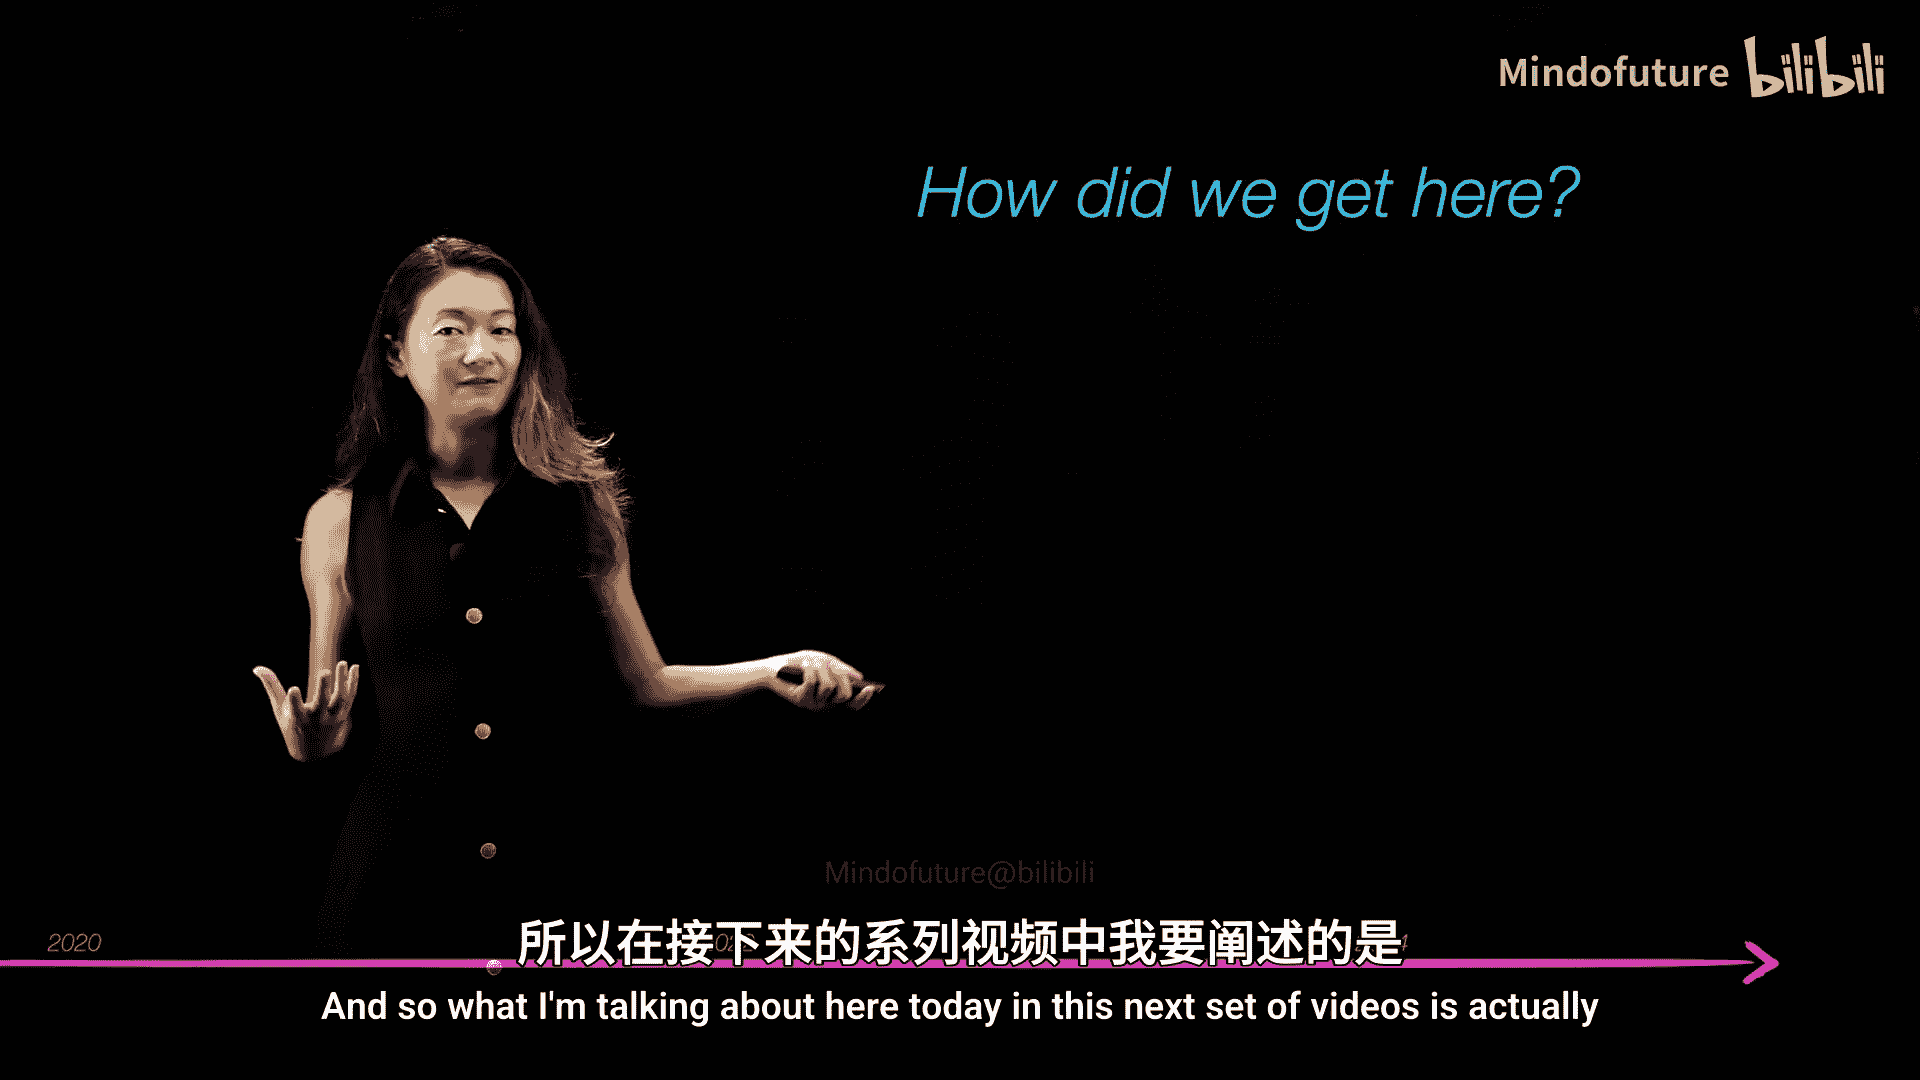 Mindofuture bilibili
How did we get here?
Mindofuture@bilibili
2020
所以在接下来的系列视频中我要阐述的是
And so what I'm talking about here today in this next set of videos is actually